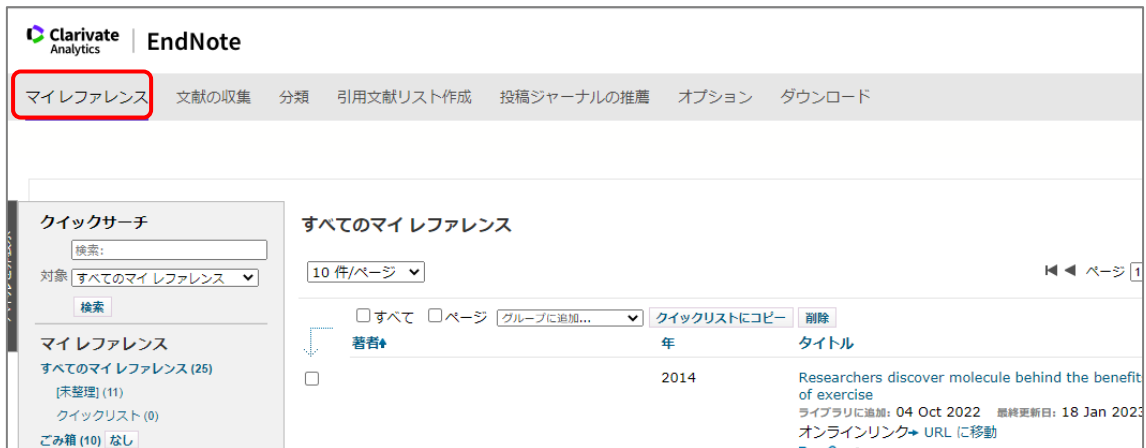 Clarivate
Analytics
EndNote
マイ レファレンス 文献の収集 分類 引用文献リスト作成 投稿ジャーナルの推薦 オプション ダウンロード
クイックサーチ
検索:
対象 すべてのマイ レファレンス
検索
マイ レファレンス
すべてのマイ レファレンス (25)
[未整理] (11)
クイックリスト (0)
ごみ箱 (10) なし
すべてのマイ レファレンス
10 件/ページ
ページ 1
すべて ページ グループに追加... クイックリストにコピー 削除
著者 年 タイトル
2014 Researchers discover molecule behind the benefit
of exercise
ライブラリに追加: 04 Oct 2022 最終更新日: 18 Jan 2023
オンラインリンク➔ URL に移動